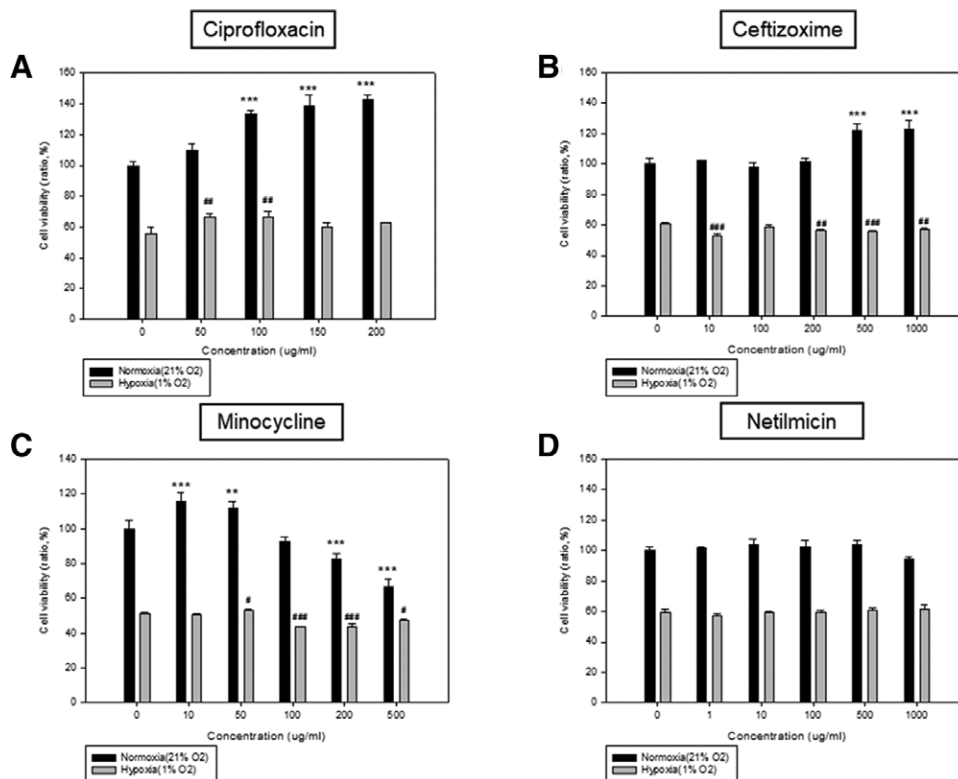 Ciprofloxacin
A
Cell viability (ratio,%)
160
140
120
100
80
60
40
20
0
***
***
***
##
##
0 50 100 150 200
Concentration (ug/ml)
Normoxia(21% O2)
Hypoxia(1% O2)
Ceftizoxime
B
Cell viability (ratio,%)
160
140
120
100
80
60
40
20
0
***
***
###
##
###
##
0 10 100 200 500 1000
Concentration (ug/ml)
Normoxia(21% O2)
Hypoxia(1% O2)
Minocycline
C
Cell viability (ratio,%)
140
120
100
80
60
40
20
0
***
**
***
***
#
###
###
#
0 10 50 100 200 500
Concentration (ug/ml)
Normoxia(21% O2)
Hypoxia(1% O2)
Netilmicin
D
Cell viability (ratio,%)
160
140
120
100
80
60
40
20
0
0 1 10 100 500 1000
Concentration (ug/ml)
Normoxia(21% O2)
Hypoxia(1% O2)